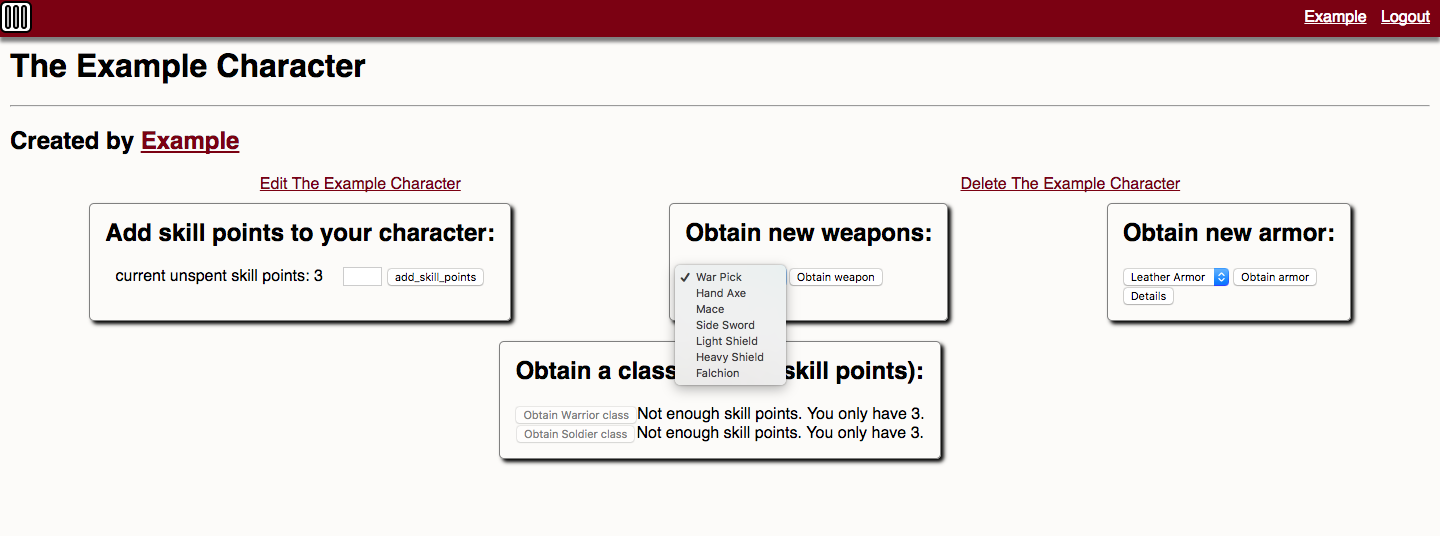 Example Logout
The Example Character
Created by Example
Edit The Example Character
Delete The Example Character
Add skill points to your character:
current unspent skill points: 3
add_skill_points
Obtain new weapons:
✓ War Pick
Hand Axe
Mace
Side Sword
Light Shield
Heavy Shield
Falchion
Obtain weapon
Obtain new armor:
Leather Armor
Obtain armor
Details
Obtain a class skill points):
Obtain Warrior class Not enough skill points. You only have 3.
Obtain Soldier class Not enough skill points. You only have 3.